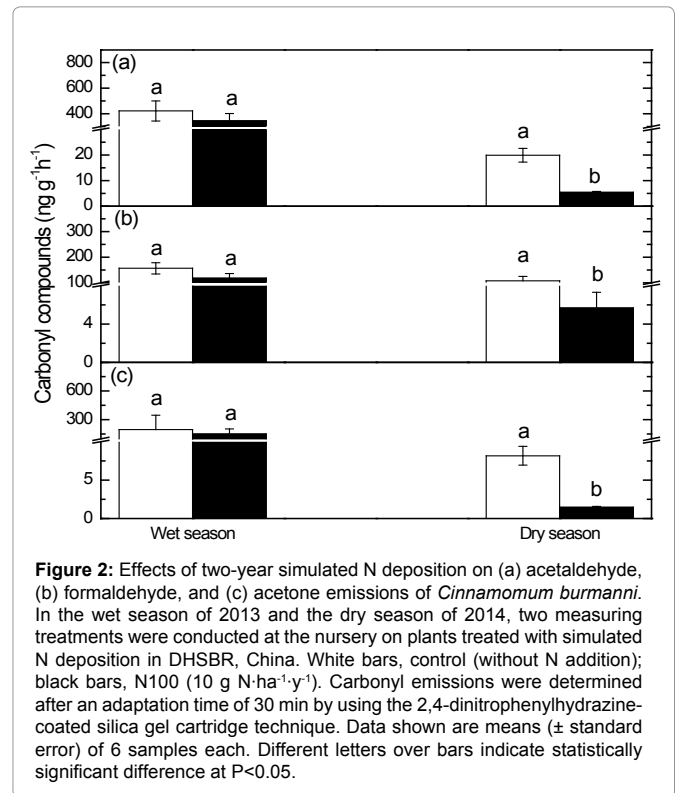 (a)
800
600
400
20
10
0
a
a
a
b
(b)
300
200
100
4
0
a
a
a
b
(c)
600
300
5
0
a
a
a
b
Carbonyl compounds (ng g⁻¹h⁻¹)
Wet season Dry season
Figure 2: Effects of two-year simulated N deposition on (a) acetaldehyde,
(b) formaldehyde, and (c) acetone emissions of Cinnamomum burmanni.
In the wet season of 2013 and the dry season of 2014, two measuring
treatments were conducted at the nursery on plants treated with simulated
N deposition in DHSBR, China. White bars, control (without N addition);
black bars, N100 (10 g N·ha⁻¹·y⁻¹). Carbonyl emissions were determined
after an adaptation time of 30 min by using the 2,4-dinitrophenylhydrazine-
coated silica gel cartridge technique. Data shown are means (± standard
error) of 6 samples each. Different letters over bars indicate statistically
significant difference at P<0.05.